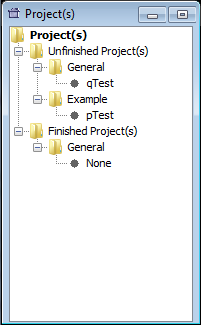 Project(s)
Project(s)
Unfinished Project(s)
General
qTest
Example
pTest
Finished Project(s)
General
None